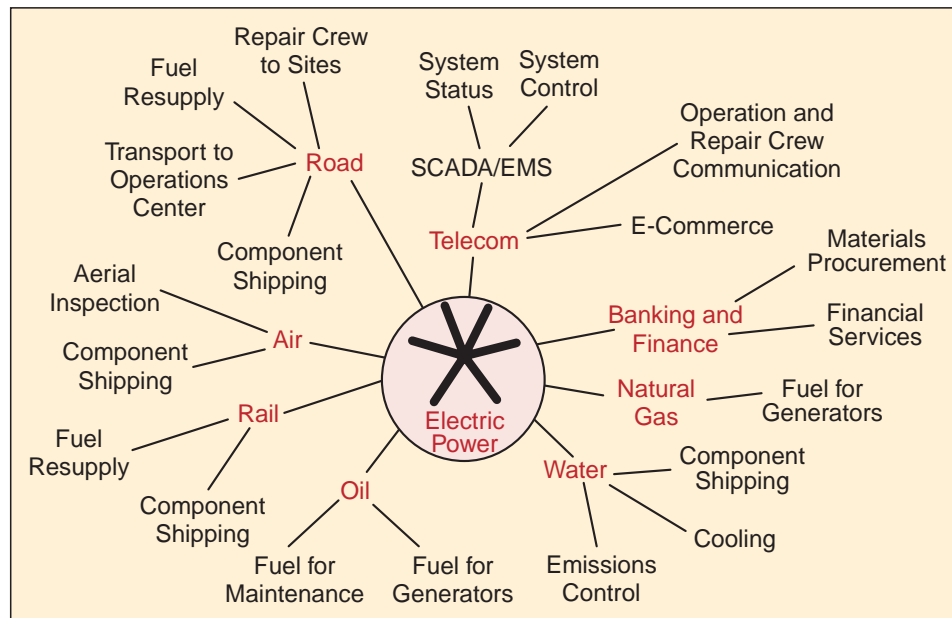 Repair Crew
to Sites
Fuel
Resupply
Transport to
Operations
Center
Road
Component
Shipping
System
Status
System
Control
SCADA/EMS
Operation and
Repair Crew
Communication
Telecom
E-Commerce
Materials
Procurement
Banking and
Finance
Financial
Services
Aerial
Inspection
Air
Component
Shipping
Natural
Gas
Fuel for
Generators
Electric
Power
Rail
Fuel
Resupply
Component
Shipping
Oil
Fuel for
Maintenance
Fuel for
Generators
Water
Component
Shipping
Cooling
Emissions
Control